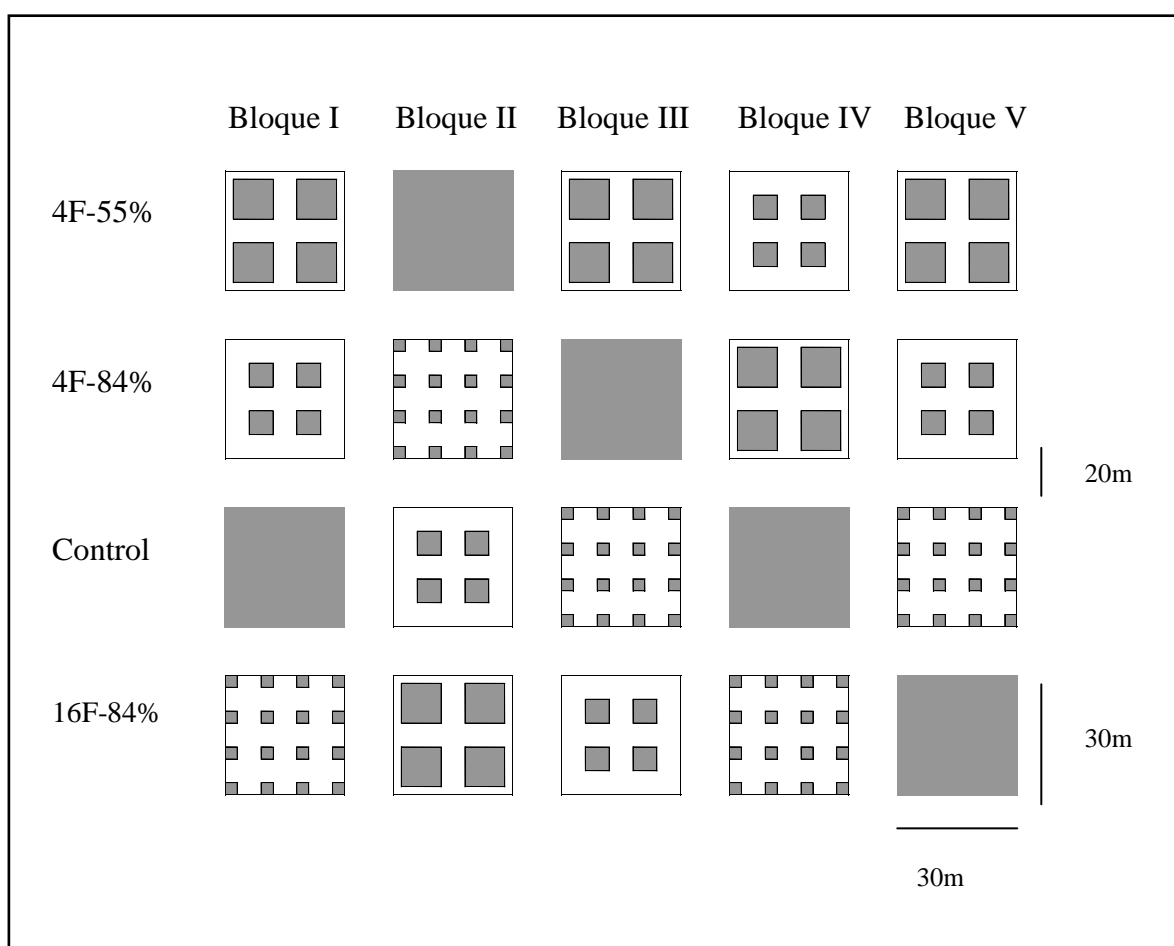 Bloque I Bloque II Bloque III Bloque IV Bloque V
4F-55%
4F-84%
20m
Control
16F-84%
30m
30m